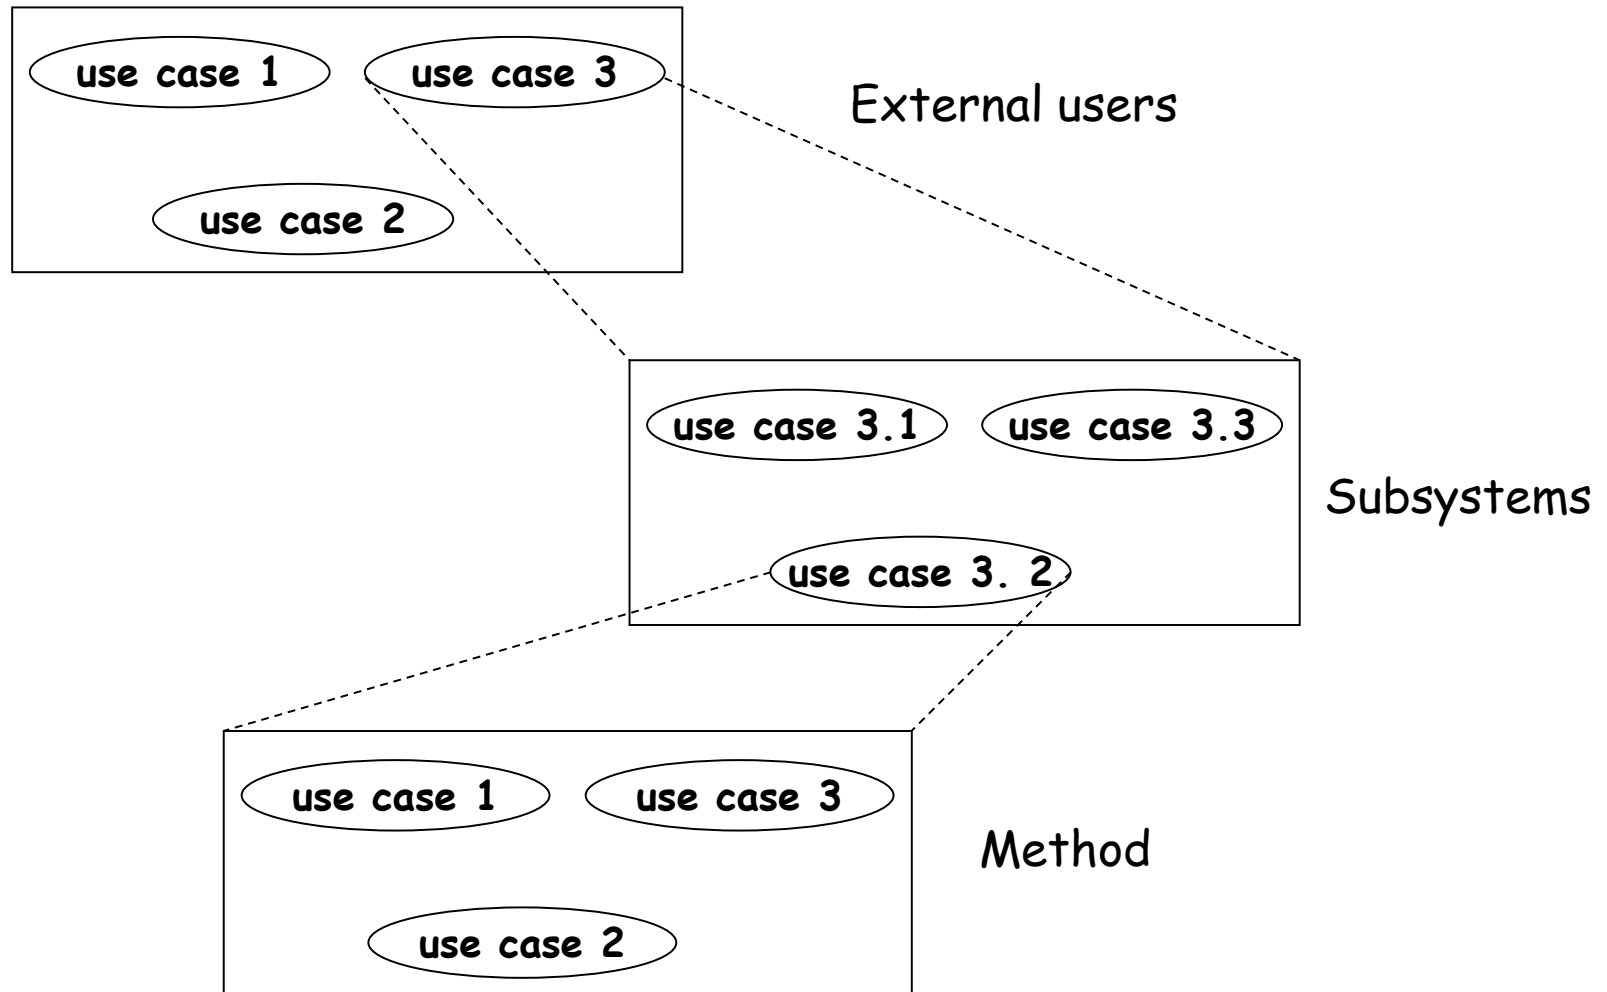 use case 1
use case 3
External users
use case 2
use case 3.1
use case 3.3
Subsystems
use case 3. 2
use case 1
use case 3
Method
use case 2